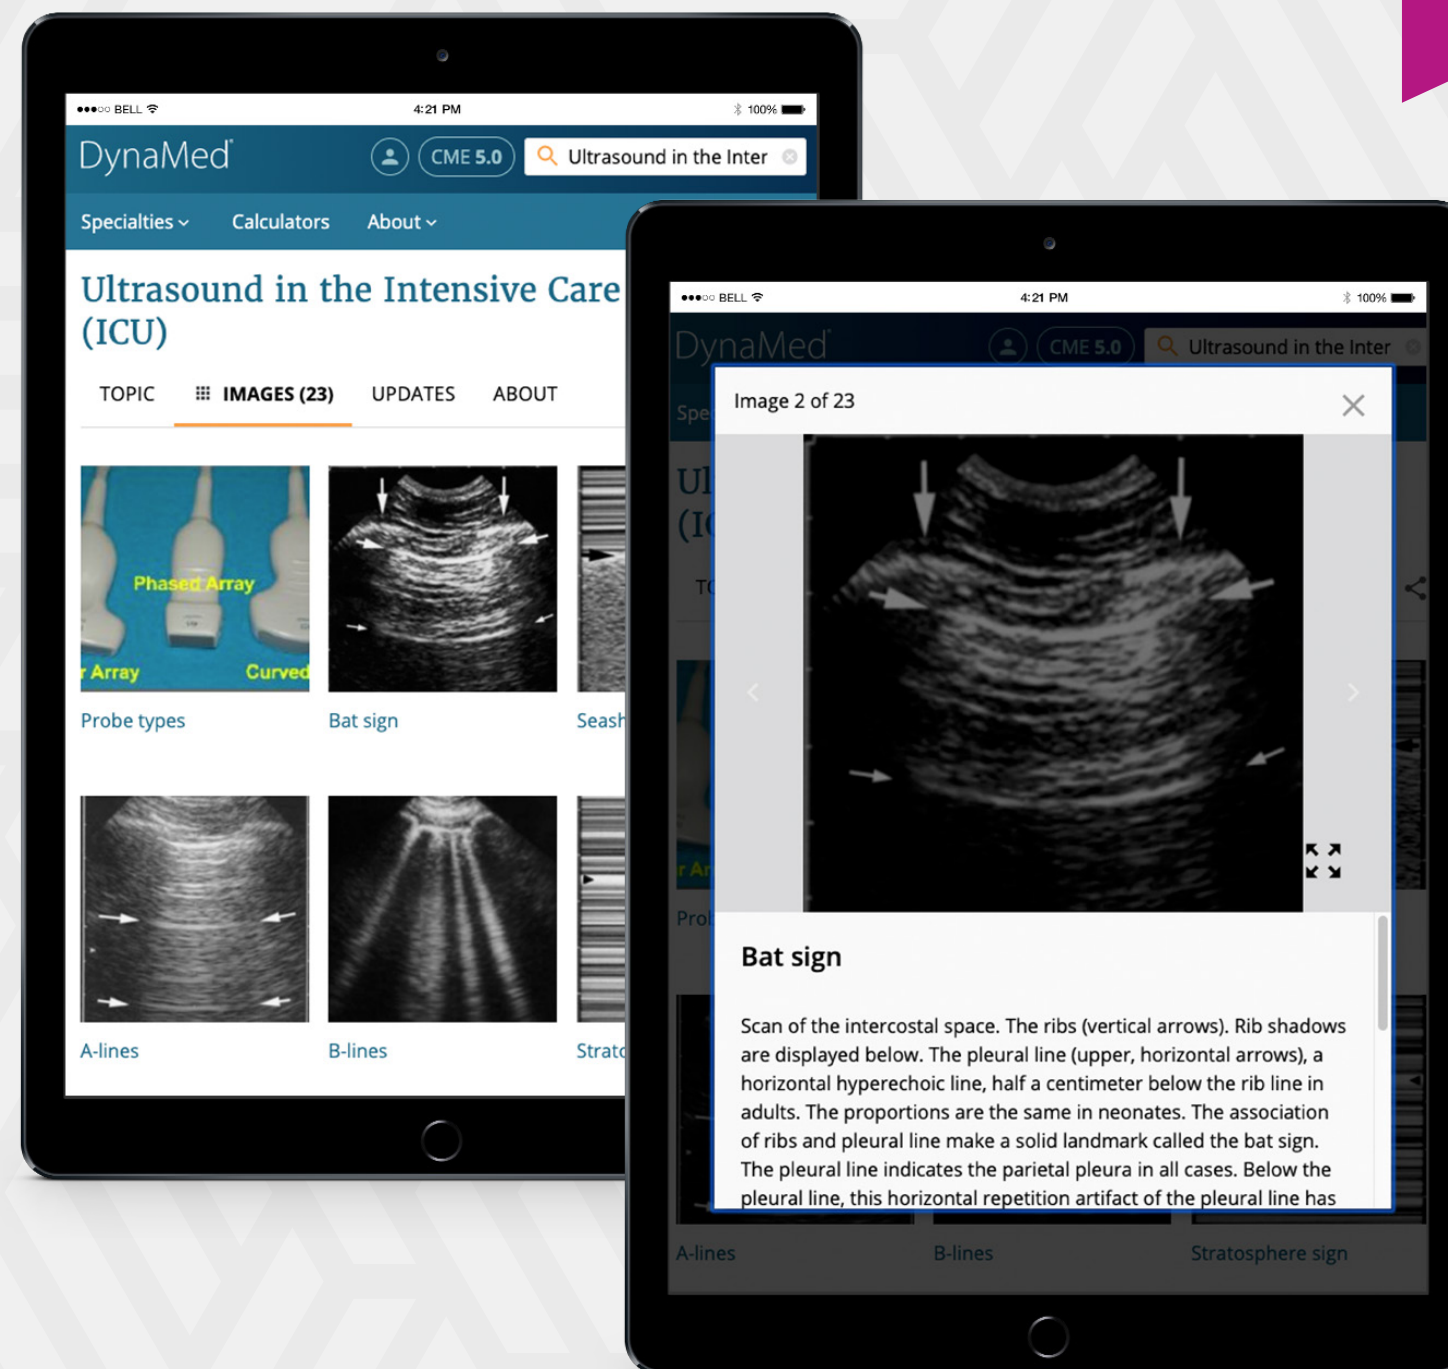 BELL
4:21 PM
100%
DynaMed
CME 5.0
Ultrasound in the Inter
Specialties
Calculators
About
Ultrasound in the Intensive Care
(ICU)
TOPIC
IMAGES (23)
UPDATES
ABOUT
Phased Array
r Array
Curved
Probe types
Bat sign
Seash
A-lines
B-lines
Strato
BELL
4:21 PM
100%
DynaMed
CME 5.0
Ultrasound in the Inter
Spe
Ul
(I
TO
Image 2 of 23
r Ar
Prob
Bat sign
Scan of the intercostal space. The ribs (vertical arrows). Rib shadows
are displayed below. The pleural line (upper, horizontal arrows), a
horizontal hyperechoic line, half a centimeter below the rib line in
adults. The proportions are the same in neonates. The association
of ribs and pleural line make a solid landmark called the bat sign.
The pleural line indicates the parietal pleura in all cases. Below the
pleural line, this horizontal repetition artifact of the pleural line has
A-lines
B-lines
Stratosphere sign